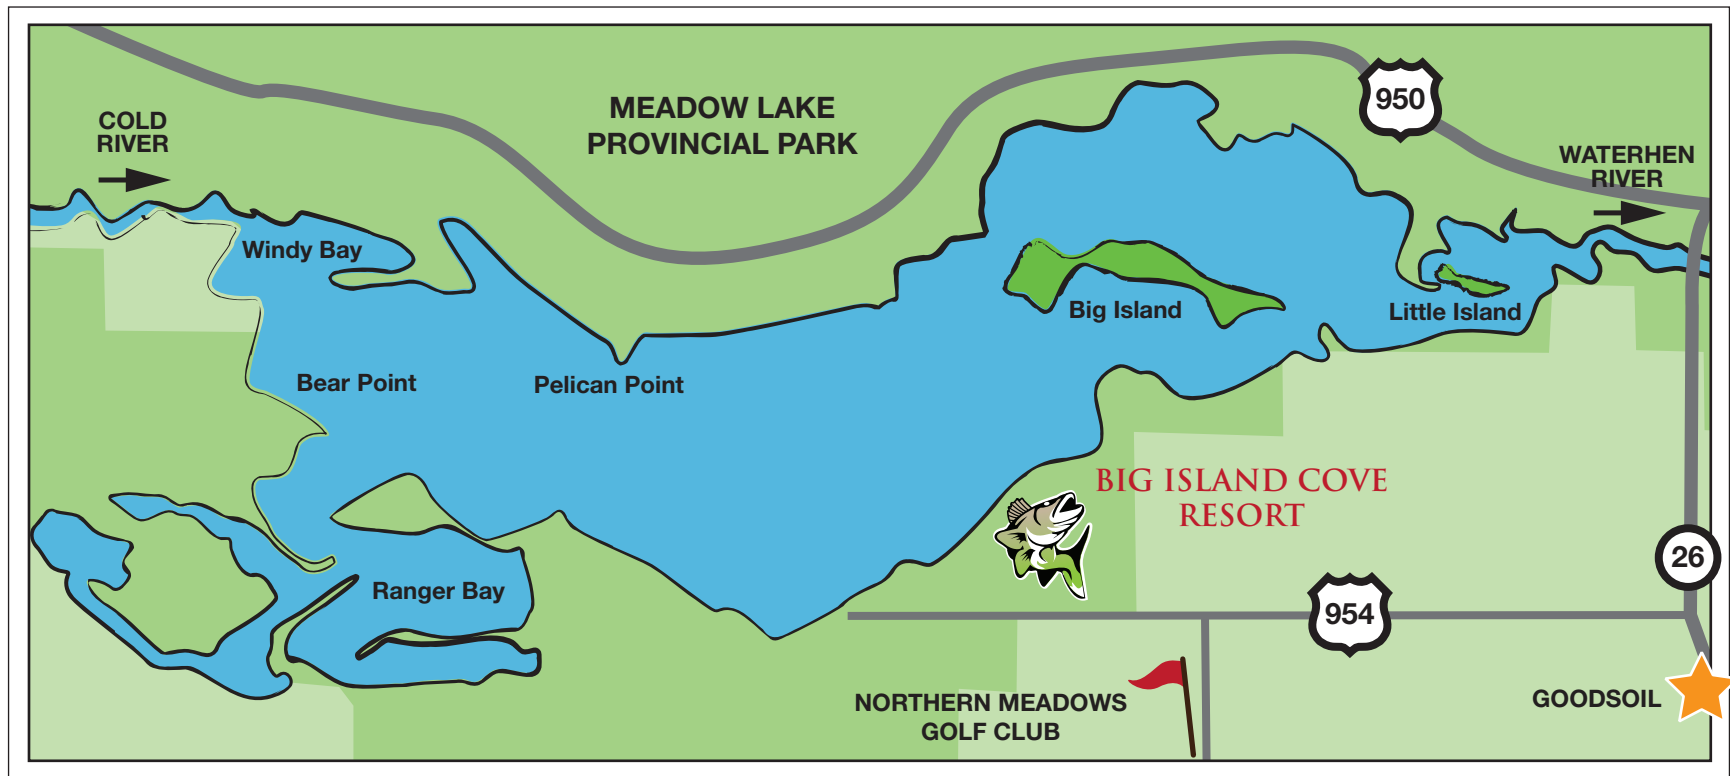 MEADOW LAKE
PROVINCIAL PARK
950
COLD
RIVER
WATERHEN
RIVER
Windy Bay
Big Island
Little Island
Bear Point
Pelican Point
BIG ISLAND COVE
RESORT
26
Ranger Bay
954
NORTHERN MEADOWS
GOLF CLUB
GOODSOIL